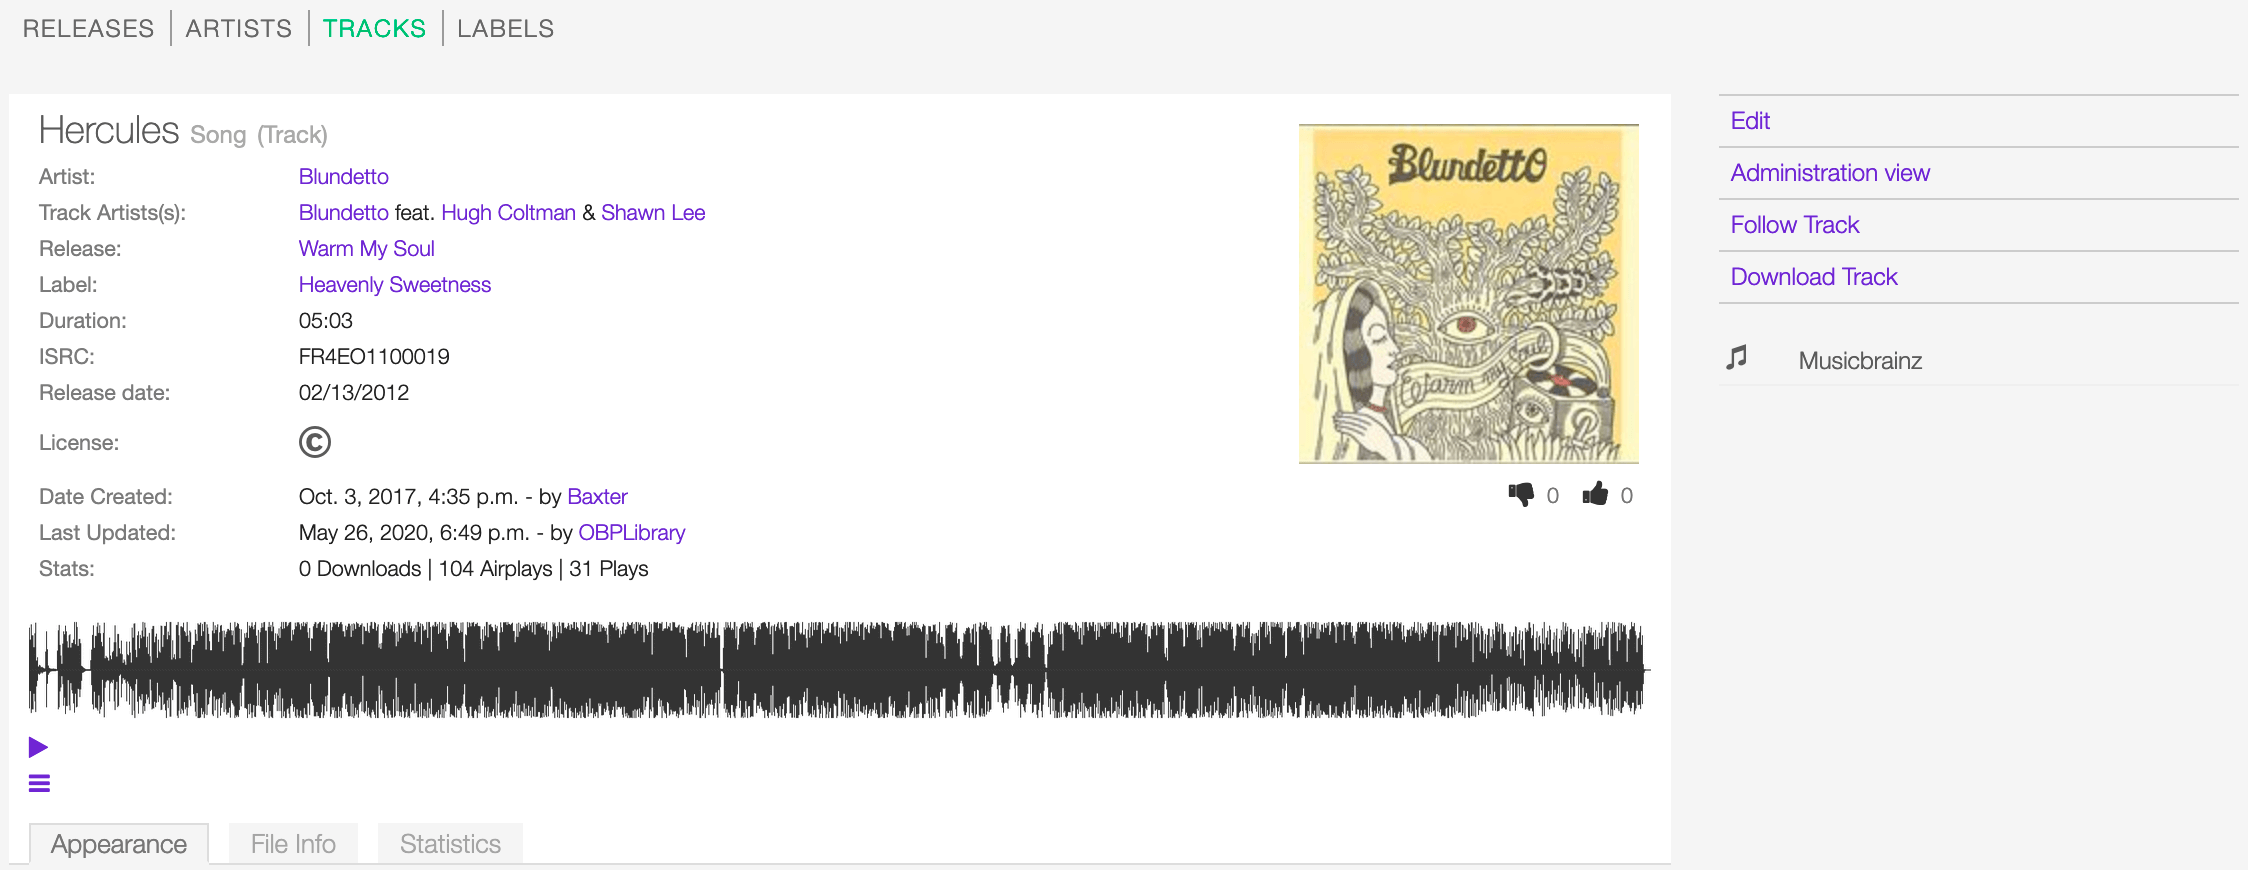 RELEASES ARTISTS TRACKS LABELS
Hercules Song (Track)
Artist: Blundetto
Track Artists(s): Blundetto feat. Hugh Coltman & Shawn Lee
Release: Warm My Soul
Label: Heavenly Sweetness
Duration: 05:03
ISRC: FR4EO1100019
Release date: 02/13/2012
License: ©
Date Created: Oct. 3, 2017, 4:35 p.m. - by Baxter
Last Updated: May 26, 2020, 6:49 p.m. - by OBPLibrary
Stats: 0 Downloads | 104 Airplays | 31 Plays
Blundetto
Warm my Soul
0 0
Appearance File Info Statistics
Edit
Administration view
Follow Track
Download Track
Musicbrainz